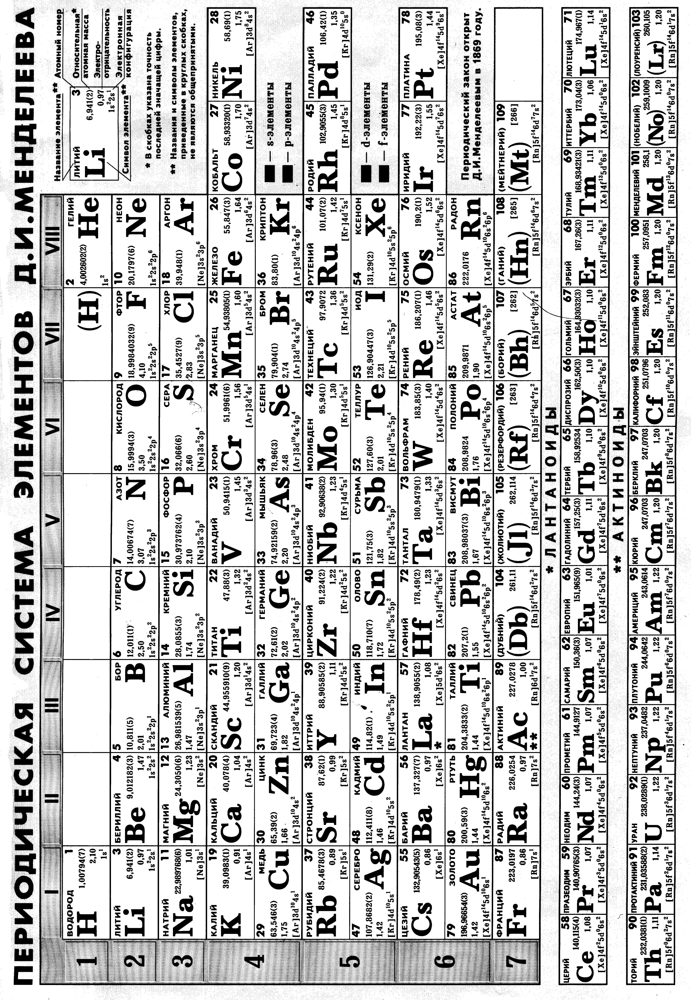 ПЕРИОДИЧЕСКАЯ СИСТЕМА ЭЛЕМЕНТОВ Д.И.МЕНДЕЛЕЕВА
I II III IV V VI VII VIII
Название элемента** Атомный номер
ЛИТИЙ 3
Li 6,941(2)
0,97
1s²2s¹
Относительная*
атомная масса
Электро-
отрицательность
Электронная
конфигурация
Символ элемента**
* В скобках указана точность
последней значащей цифры.
** Названия и символы элементов,
приведенные в круглых скобках,
не являются общепринятыми.
1
ВОДОРОД 1
H 1,00794(7)
2,10
1s¹
(H)
2 ГЕЛИЙ
4,002602(2) He
1s²
2
ЛИТИЙ 3
Li 6,941(2)
0,97
1s²2s¹
БЕРИЛЛИЙ 4
Be 9,012182(3)
1,47
1s²2s²
5 БОР
10,811(5) B
2,01
1s²2s²2p¹
6 УГЛЕРОД
12,011(1) C
2,50
1s²2s²2p²
7 АЗОТ
14,00674(7) N
3,07
1s²2s²2p³
8 КИСЛОРОД
15,9994(3) O
3,50
1s²2s²2p⁴
9 ФТОР
18,9984032(9) F
4,10
1s²2s²2p⁵
10 НЕОН
20,1797(6) Ne
1s²2s²2p⁶
3
НАТРИЙ 11
Na 22,989768(6)
1,01
[Ne]3s¹
МАГНИЙ 12
Mg 24,3050(6)
1,23
[Ne]3s²
13 АЛЮМИНИЙ
26,981539(5) Al
1,47
[Ne]3s²3p¹
14 КРЕМНИЙ
28,0855(3) Si
1,74
[Ne]3s²3p²
15 ФОСФОР
30,973762(4) P
2,10
[Ne]3s²3p³
16 СЕРА
32,066(6) S
2,60
[Ne]3s²3p⁴
17 ХЛОР
35,4527(9) Cl
2,83
[Ne]3s²3p⁵
18 АРГОН
39,948(1) Ar
[Ne]3s²3p⁶
4
КАЛИЙ 19
K 39,0983(1)
0,91
[Ar]4s¹
КАЛЬЦИЙ 20
Ca 40,078(4)
1,04
[Ar]4s²
СКАНДИЙ 21
Sc 44,955910(9)
1,20
[Ar]3d¹4s²
ТИТАН 22
Ti 47,88(3)
1,32
[Ar]3d²4s²
ВАНАДИЙ 23
V 50,9415(1)
1,45
[Ar]3d³4s²
ХРОМ 24
Cr 51,9961(6)
1,56
[Ar]3d⁵4s¹
МАРГАНЕЦ 25
Mn 54,93805(1)
1,60
[Ar]3d⁵4s²
ЖЕЛЕЗО 26
Fe 55,847(3)
1,64
[Ar]3d⁶4s²
КОБАЛЬТ 27
Co 58,93320(1)
1,70
[Ar]3d⁷4s²
НИКЕЛЬ 28
Ni 58,69(1)
1,75
[Ar]3d⁸4s²
29 МЕДЬ
63,546(3) Cu
1,75
[Ar]3d¹⁰4s¹
30 ЦИНК
65,39(2) Zn
1,66
[Ar]3d¹⁰4s²
31 ГАЛЛИЙ
69,723(4) Ga
1,82
[Ar]3d¹⁰4s²4p¹
32 ГЕРМАНИЙ
72,61(2) Ge
2,02
[Ar]3d¹⁰4s²4p²
33 МЫШЬЯК
74,92159(2) As
2,20
[Ar]3d¹⁰4s²4p³
34 СЕЛЕН
78,96(3) Se
2,48
[Ar]3d¹⁰4s²4p⁴
35 БРОМ
79,904(1) Br
2,74
[Ar]3d¹⁰4s²4p⁵
36 КРИПТОН
83,80(1) Kr
[Ar]3d¹⁰4s²4p⁶
— s-элементы
— p-элементы
5
РУБИДИЙ 37
Rb 85,4678(3)
0,89
[Kr]5s¹
СТРОНЦИЙ 38
Sr 87,62(1)
0,99
[Kr]5s²
ИТТРИЙ 39
Y 88,90585(2)
1,11
[Kr]4d¹5s²
ЦИРКОНИЙ 40
Zr 91,224(2)
1,22
[Kr]4d²5s²
НИОБИЙ 41
Nb 92,90638(2)
1,23
[Kr]4d⁴5s¹
МОЛИБДЕН 42
Mo 95,94(1)
1,30
[Kr]4d⁵5s¹
ТЕХНЕЦИЙ 43
Tc 97,9072
1,36
[Kr]4d⁵5s²
РУТЕНИЙ 44
Ru 101,07(2)
1,42
[Kr]4d⁷5s¹
РОДИЙ 45
Rh 102,9055(3)
1,45
[Kr]4d⁸5s¹
ПАЛЛАДИЙ 46
Pd 106,42(1)
1,35
[Kr]4d¹⁰5s⁰
47 СЕРЕБРО
107,8682(2) Ag
1,42
[Kr]4d¹⁰5s¹
48 КАДМИЙ
112,411(8) Cd
1,46
[Kr]4d¹⁰5s²
49 ИНДИЙ
114,82(1) In
1,49
[Kr]4d¹⁰5s²5p¹
50 ОЛОВО
118,710(7) Sn
1,72
[Kr]4d¹⁰5s²5p²
51 СУРЬМА
121,75(3) Sb
1,82
[Kr]4d¹⁰5s²5p³
52 ТЕЛЛУР
127,60(3) Te
2,01
[Kr]4d¹⁰5s²5p⁴
53 ИОД
126,90447(3) I
2,21
[Kr]4d¹⁰5s²5p⁵
54 КСЕНОН
131,29(2) Xe
[Kr]4d¹⁰5s²5p⁶
— d-элементы
— f-элементы
6
ЦЕЗИЙ 55
Cs 132,90543(5)
0,86
[Xe]6s¹
БАРИЙ 56
Ba 137,327(7)
0,97
[Xe]6s²
ЛАНТАН 57
La 138,9055(2)
* 1,08
[Xe]5d¹6s²
ГАФНИЙ 72
Hf 178,49(2)
1,23
[Xe]4f¹⁴5d²6s²
ТАНТАЛ 73
Ta 180,9479(1)
1,33
[Xe]4f¹⁴5d³6s²
ВОЛЬФРАМ 74
W 183,85(3)
1,40
[Xe]4f¹⁴5d⁴6s²
РЕНИЙ 75
Re 186,207(1)
1,46
[Xe]4f¹⁴5d⁵6s²
ОСМИЙ 76
Os 190,2(1)
1,52
[Xe]4f¹⁴5d⁶6s²
ИРИДИЙ 77
Ir 192,22(3)
1,55
[Xe]4f¹⁴5d⁷6s²
ПЛАТИНА 78
Pt 195,08(3)
1,44
[Xe]4f¹⁴5d⁹6s¹
79 ЗОЛОТО
196,96654(3) Au
1,42
[Xe]4f¹⁴5d¹⁰6s¹
80 РТУТЬ
200,59(3) Hg
1,44
[Xe]4f¹⁴5d¹⁰6s²
81 ТАЛЛИЙ
204,3833(2) Ti
1,44
[Xe]4f¹⁴5d¹⁰6s²6p¹
82 СВИНЕЦ
207,2(1) Pb
1,55
[Xe]4f¹⁴5d¹⁰6s²6p²
83 ВИСМУТ
208,98037(3) Bi
1,67
[Xe]4f¹⁴5d¹⁰6s²6p³
84 ПОЛОНИЙ
208,9824 Po
1,76
[Xe]4f¹⁴5d¹⁰6s²6p⁴
85 АСТАТ
209,9871 At
1,90
[Xe]4f¹⁴5d¹⁰6s²6p⁵
86 РАДОН
222,0176 Rn
[Xe]4f¹⁴5d¹⁰6s²6p⁶
Периодический закон открыт
Д.И.Менделеевым в 1869 году.
7
ФРАНЦИЙ 87
Fr 223,0197
0,86
[Rn]7s¹
РАДИЙ 88
Ra 226,0254
0,97
[Rn]7s²
АКТИНИЙ 89
Ac 227,0278
** 1,00
[Rn]6d¹7s²
(ДУБНИЙ) 104
(Db) 261,11
[Rn]5f¹⁴6d²7s²
(ЖОЛИОТИЙ) 105
(Jl) 262,114
[Rn]5f¹⁴6d³7s²
(РЕЗЕРФОРДИЙ) 106
(Rf) [263]
[Rn]5f¹⁴6d⁴7s²
(БОРИЙ) 107
(Bh) [262]
[Rh]5f¹⁴6d⁵7s²
(ГАНИЙ) 108
(Hn) [265]
[Rn]5f¹⁴6d⁶7s²
(МЕЙТНЕРИЙ) 109
(Mt) [266]
[Rn]5f¹⁴6d⁷7s²
* ЛАНТАНОИДЫ
ЦЕРИЙ 58
Ce 140,115(4)
1,08
[Xe]4f²5d⁰6s²
ПРАЗЕОДИМ 59
Pr 140,90765(3)
1,07
[Xe]4f³5d⁰6s²
НЕОДИМ 60
Nd 144,24(3)
1,07
[Xe]4f⁴5d⁰6s²
ПРОМЕТИЙ 61
Pm 144,9127
1,07
[Xe]4f⁵5d⁰6s²
САМАРИЙ 62
Sm 150,36(3)
1,07
[Xe]4f⁶5d⁰6s²
ЕВРОПИЙ 63
Eu 151,965(9)
1,01
[Xe]4f⁷5d⁰6s²
ГАДОЛИНИЙ 64
Gd 157,25(3)
1,11
[Xe]4f⁷5d¹6s²
ТЕРБИЙ 65
Tb 158,92534
1,10
[Xe]4f⁹5d⁰6s²
ДИСПРОЗИЙ 66
Dy 162,50(3)
1,10
[Xe]4f¹⁰5d⁰6s²
ГОЛЬМИЙ 67
Ho 164,93032(3)
1,10
[Xe]4f¹¹5d⁰6s²
ЭРБИЙ 68
Er 167,26(3)
1,11
[Xe]4f¹²5d⁰6s²
ТУЛИЙ 69
Tm 168,93421(3)
1,11
[Xe]4f¹³5d⁰6s²
ИТТЕРБИЙ 70
Yb 173,04(3)
1,06
[Xe]4f¹⁴5d⁰6s²
ЛЮТЕЦИЙ 71
Lu 174,967(1)
1,14
[Xe]4f¹⁴5d¹6s²
** АКТИНОИДЫ
ТОРИЙ 90
Th 232,0381(1)
1,11
[Rn]5f⁰6d²7s²
ПРОТАКТИНИЙ 91
Pa 231,03588(2)
1,14
[Rn]5f²6d¹7s²
УРАН 92
U 238,0289(1)
1,22
[Rn]5f³6d¹7s²
НЕПТУНИЙ 93
Np 237,0482
1,22
[Rn]5f⁴6d¹7s²
ПЛУТОНИЙ 94
Pu 244,0642
1,22
[Rn]5f⁶6d⁰7s²
АМЕРИЦИЙ 95
Am 243,0614
1,22
[Rn]5f⁷6d⁰7s²
КЮРИЙ 96
Cm 247,0703
1,20
[Rn]5f⁷6d¹7s²
БЕРКЛИЙ 97
Bk 247,0703
1,20
[Rn]5f⁸6d¹7s²
КАЛИФОРНИЙ 98
Cf 251,0796
1,20
[Rn]5f¹⁰6d⁰7s²
ЭЙНШТЕЙНИЙ 99
Es 252,083
1,20
[Rn]5f¹¹6d⁰7s²
ФЕРМИЙ 100
Fm 257,0951
1,20
[Rn]5f¹²6d⁰7s²
МЕНДЕЛЕВИЙ 101
Md 258,1
1,20
[Rn]5f¹³6d⁰7s²
(НОБЕЛИЙ) 102
(No) 259,1009
1,20
[Rn]5f¹⁴6d⁰7s²
(ЛОУРЕНСИЙ) 103
(Lr) 260,105
1,20
[Rn]5f¹⁴6d¹7s²